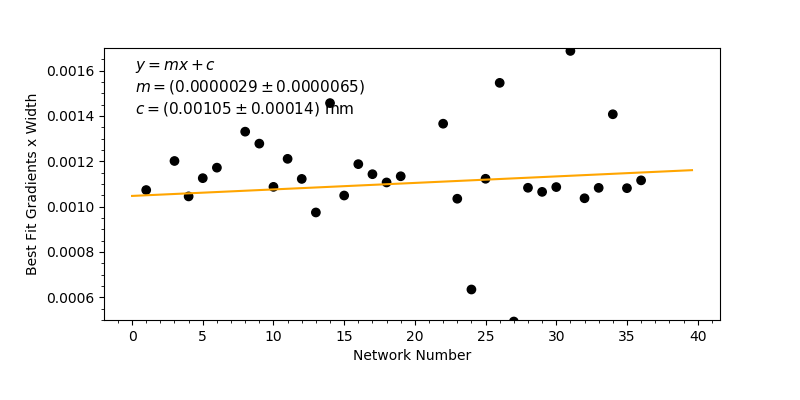 y = mx + c
m = (0.0000029 ± 0.0000065)
c = (0.00105 ± 0.00014) mm
0.0016
0.0014
0.0012
0.0010
0.0008
0.0006
Best Fit Gradients x Width
0 5 10 15 20 25 30 35 40
Network Number